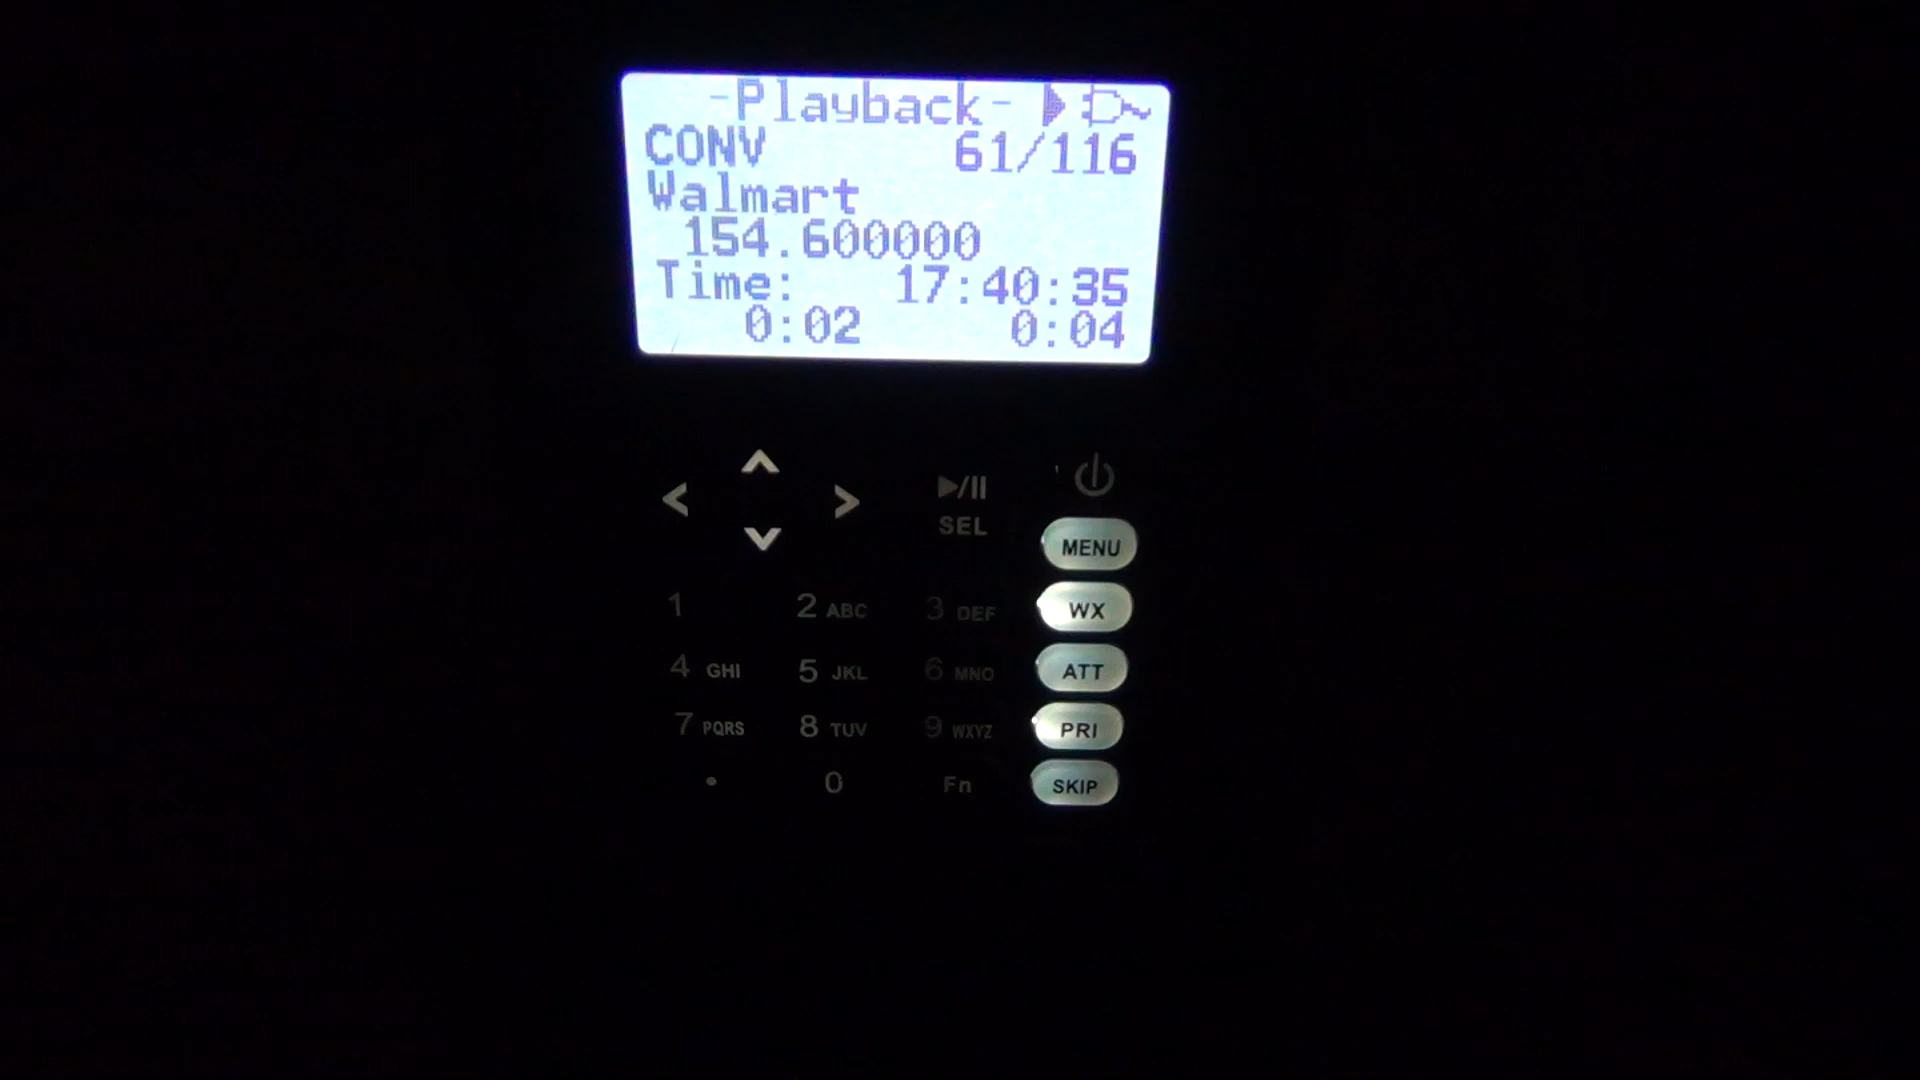 -Playback-
CONV 61/116
Walmart
154.600000
Time: 17:40:35
0:02 0:04
SEL
MENU
1 2 ABC 3 DEF WX
4 GHI 5 JKL 6 MNO ATT
7 PQRS 8 TUV 9 WXYZ PRI
. 0 Fn SKIP